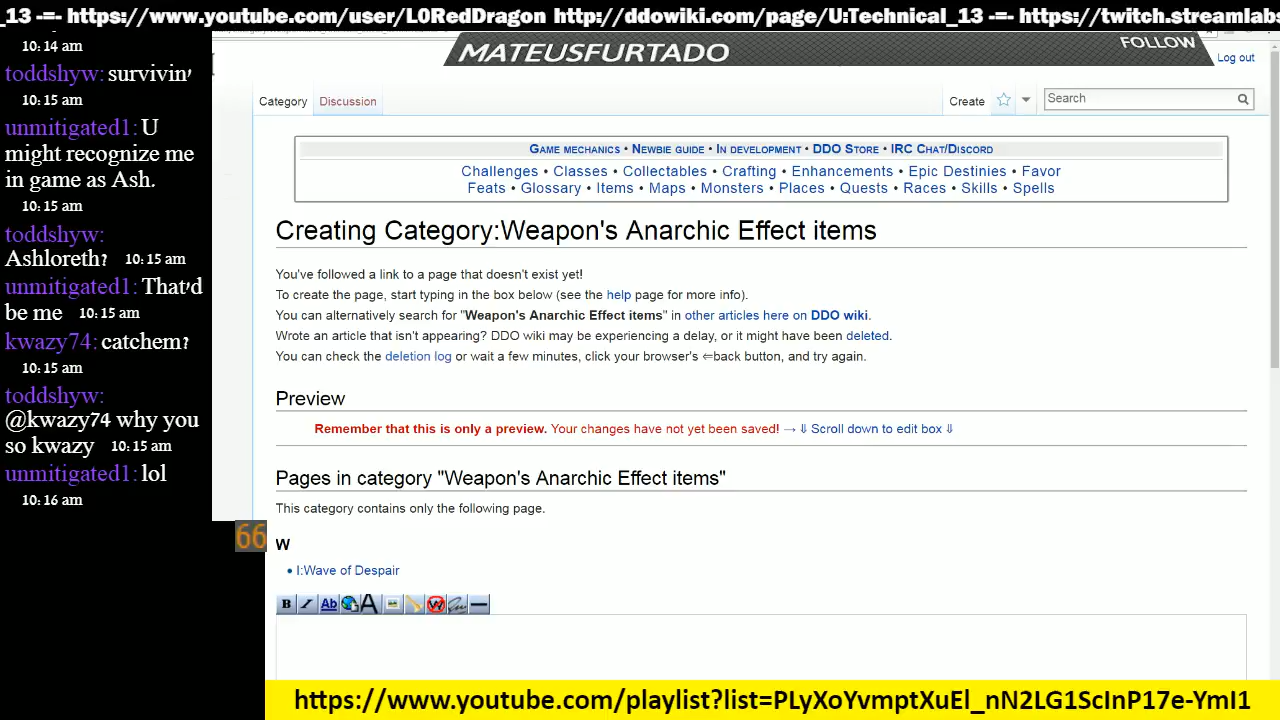 _13 -=- https://www.youtube.com/user/L0RedDragon http://ddowiki.com/page/U:Technical_13 -=- https://twitch.streamlabs
10:14 am
toddshyw: survivin'
10:15 am
unmitigated1: U
might recognize me
in game as Ash.
10:15 am
toddshyw:
Ashloreth? 10:15 am
unmitigated1: That'd
be me 10:15 am
kwazy74: catchem?
10:15 am
toddshyw:
@kwazy74 why you
so kwazy 10:15 am
unmitigated1: lol
10:16 am
MATEUSFURTADO
FOLLOW
Log out
Category Discussion Create Search
Game mechanics • Newbie guide • In development • DDO Store • IRC Chat/Discord
Challenges • Classes • Collectables • Crafting • Enhancements • Epic Destinies • Favor
Feats • Glossary • Items • Maps • Monsters • Places • Quests • Races • Skills • Spells
Creating Category:Weapon's Anarchic Effect items
You've followed a link to a page that doesn't exist yet!
To create the page, start typing in the box below (see the help page for more info).
You can alternatively search for "Weapon's Anarchic Effect items" in other articles here on DDO wiki.
Wrote an article that isn't appearing? DDO wiki may be experiencing a delay, or it might have been deleted.
You can check the deletion log or wait a few minutes, click your browser's ⇐back button, and try again.
Preview
Remember that this is only a preview. Your changes have not yet been saved! → ⇓ Scroll down to edit box ⇓
Pages in category "Weapon's Anarchic Effect items"
This category contains only the following page.
66
W
• I:Wave of Despair
B I Ab A W
https://www.youtube.com/playlist?list=PLyXoYvmptXuEl_nN2LG1ScInP17e-YmI1